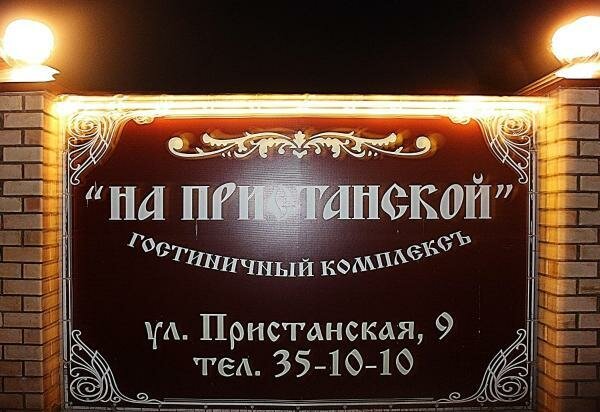 "НА ПРИСТАНСКОЙ"
ГОСТИНИЧНЫЙ КОМПЛЕКСЪ
ул. Пристанская, 9
тел. 35-10-10